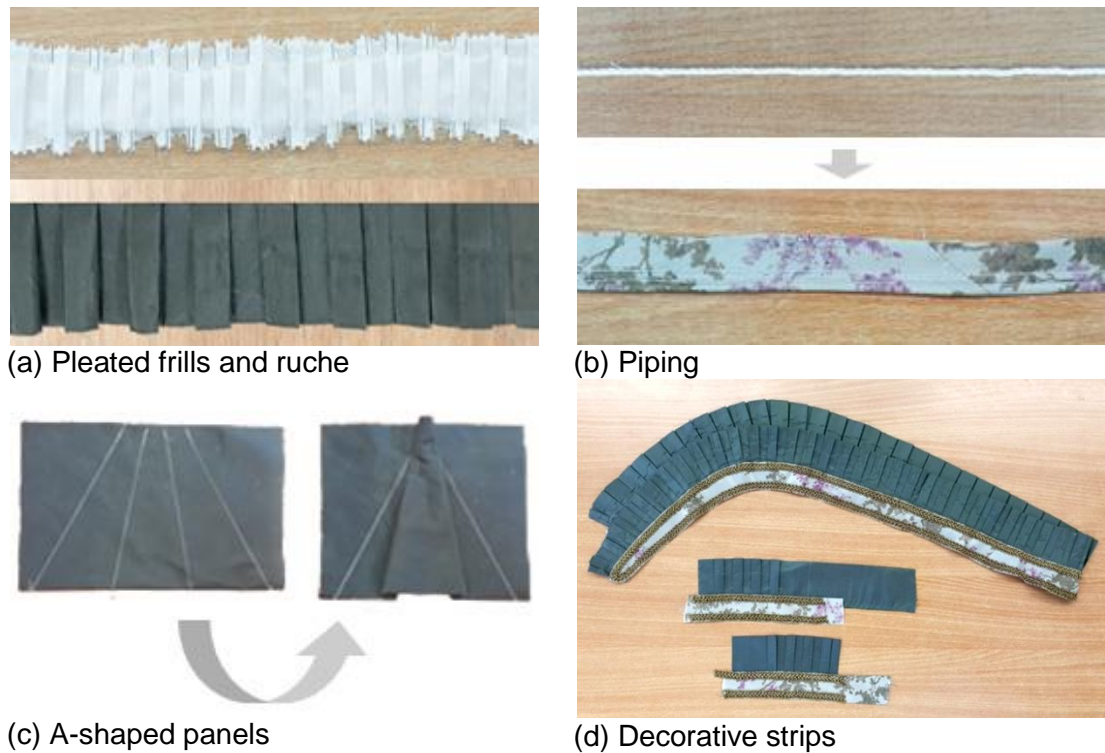 (a) Pleated frills and ruche
(b) Piping
(c) A-shaped panels
(d) Decorative strips